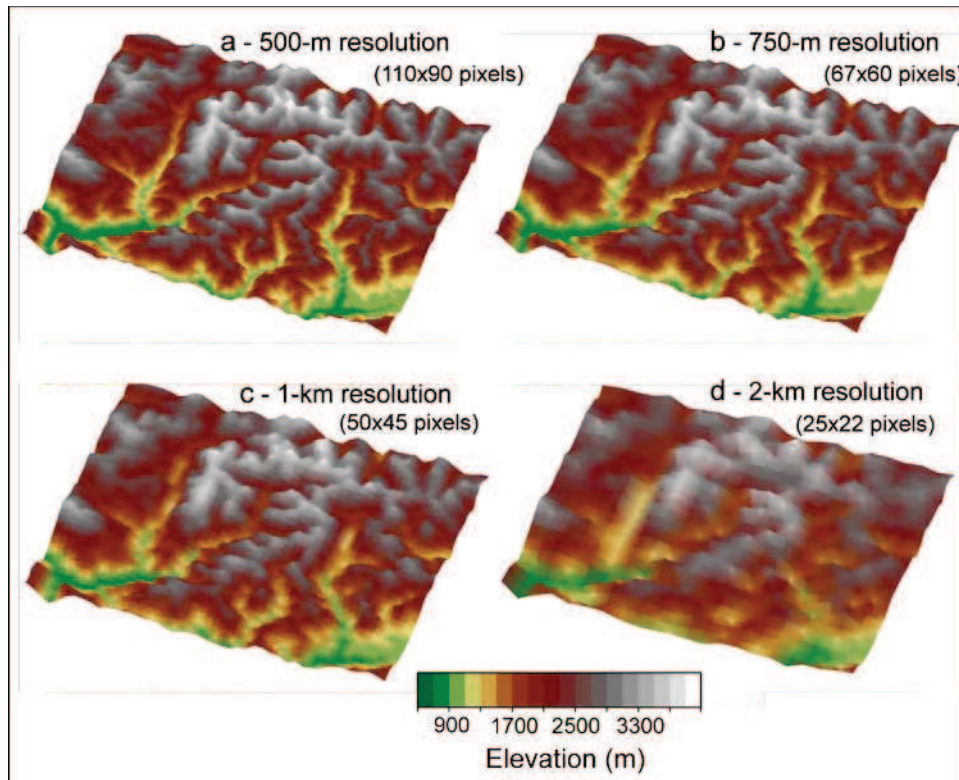 a - 500-m resolution
(110x90 pixels)
b - 750-m resolution
(67x60 pixels)
c - 1-km resolution
(50x45 pixels)
d - 2-km resolution
(25x22 pixels)
900 1700 2500 3300
Elevation (m)